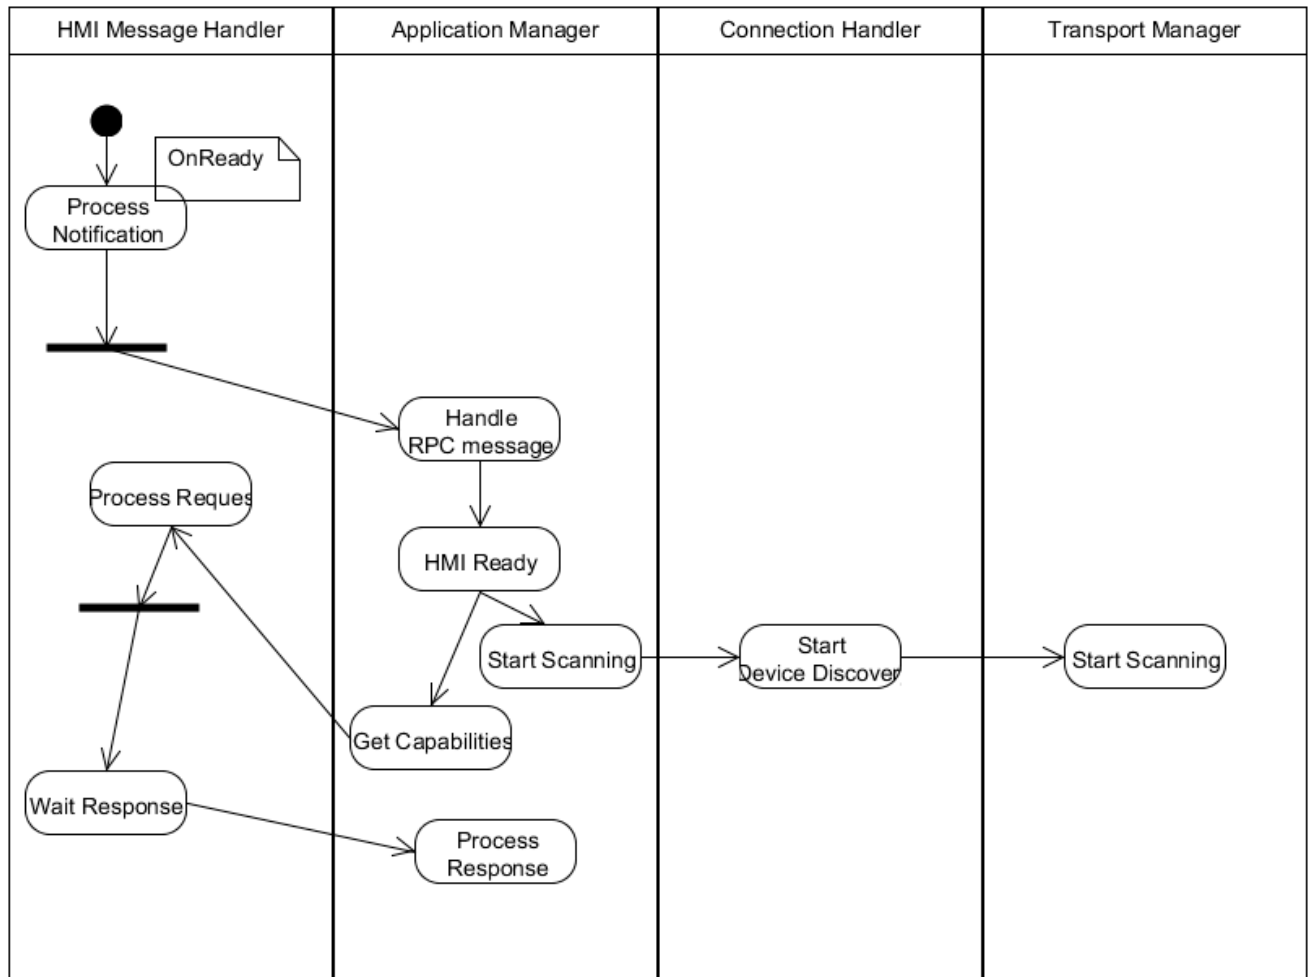 HMI Message Handler
Application Manager
Connection Handler
Transport Manager
OnReady
Process
Notification
Handle
RPC message
Process Reques
HMI Ready
Start Scanning
Start
Device Discover
Start Scanning
Get Capabilities
Wait Response
Process
Response